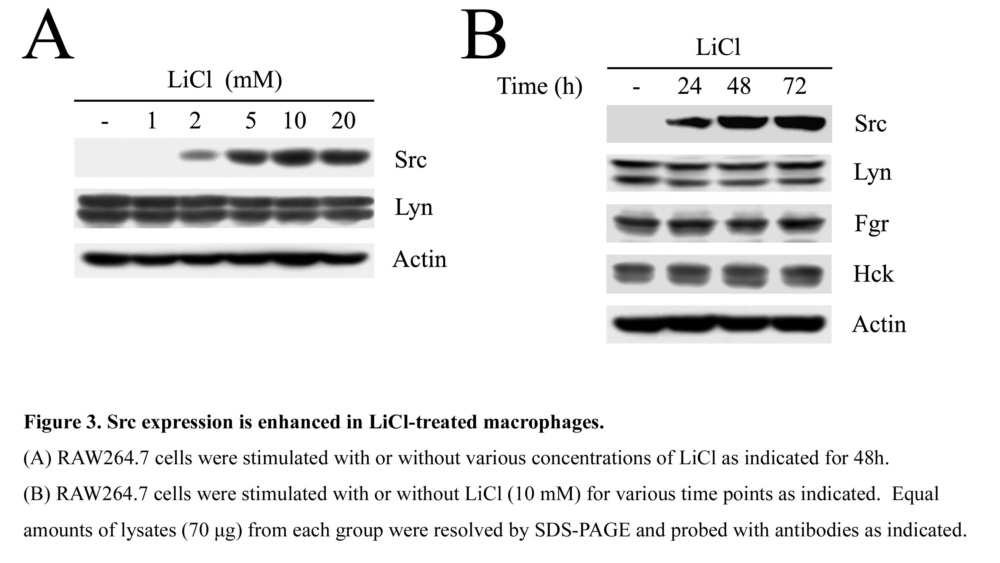 A
LiCl (mM)
- 1 2 5 10 20
Src
Lyn
Actin
B
LiCl
Time (h) - 24 48 72
Src
Lyn
Fgr
Hck
Actin
Figure 3. Src expression is enhanced in LiCl-treated macrophages.
(A) RAW264.7 cells were stimulated with or without various concentrations of LiCl as indicated for 48h.
(B) RAW264.7 cells were stimulated with or without LiCl (10 mM) for various time points as indicated.  Equal
amounts of lysates (70 μg) from each group were resolved by SDS-PAGE and probed with antibodies as indicated.